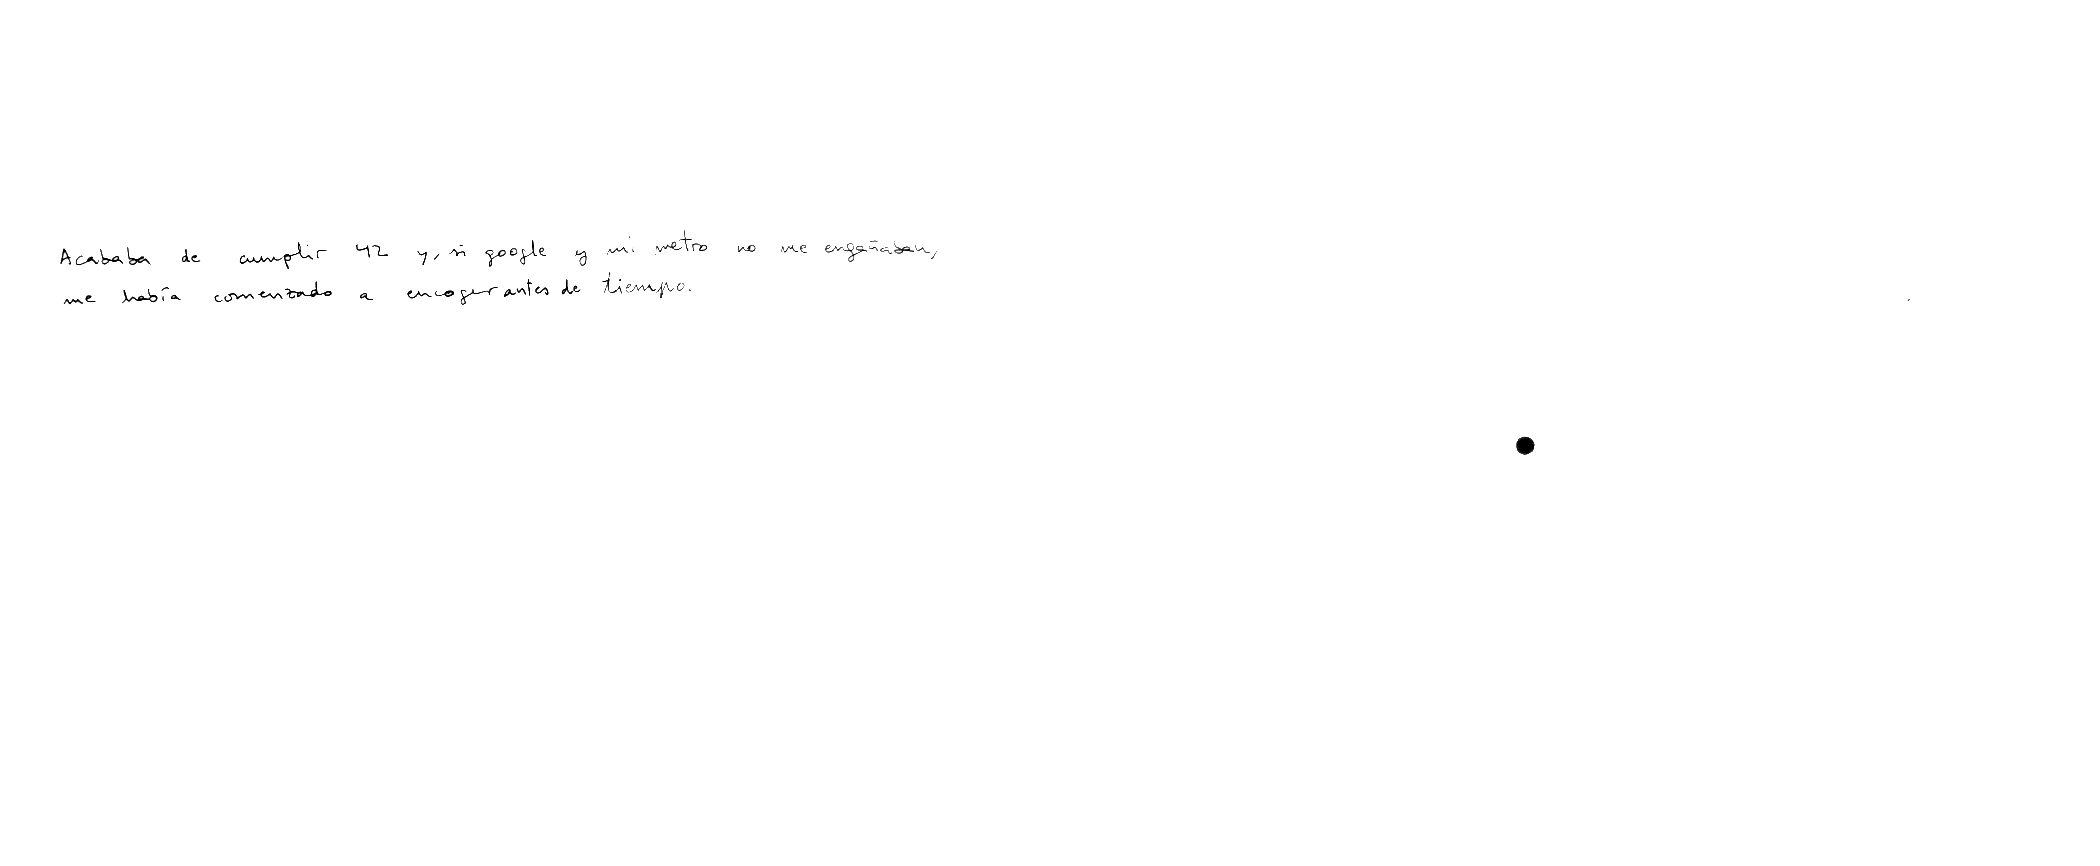 Acababa de cumplir 42 y, si google y mi metro no me engañaban,
me había comenzado a encoger antes de tiempo.